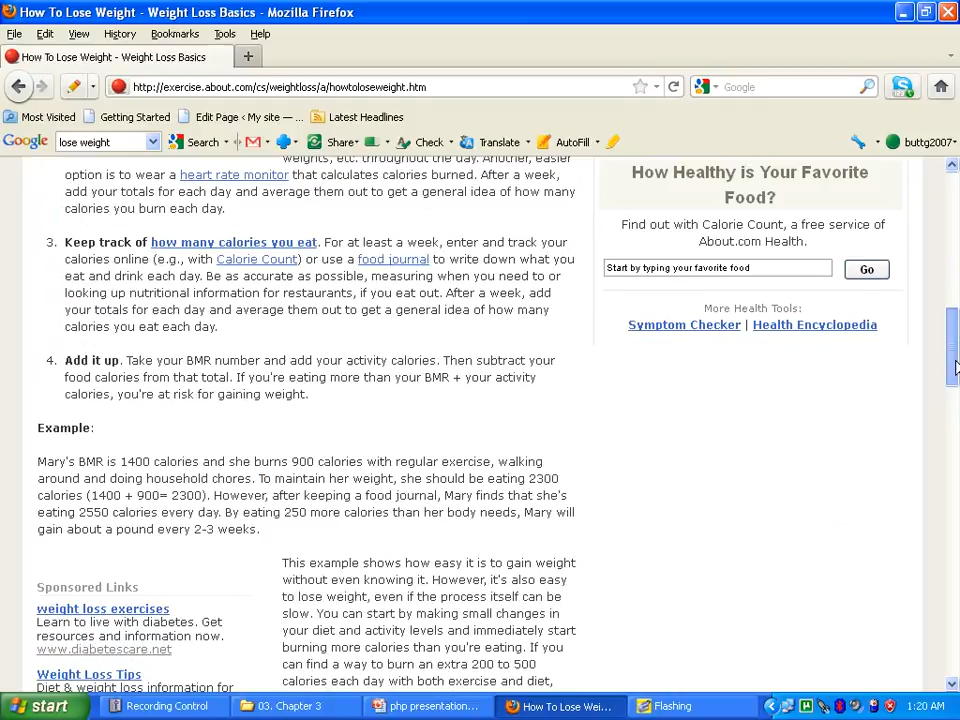 How To Lose Weight - Weight Loss Basics - Mozilla Firefox
File Edit View History Bookmarks Tools Help
How To Lose Weight - Weight Loss Basics
http://exercise.about.com/cs/weightloss/a/howtoloseweight.htm
Google
Most Visited Getting Started Edit Page ‹ My site — ... Latest Headlines
Google lose weight Search Share Check Translate AutoFill buttg2007
weights, etc. throughout the day. Another, easier
option is to wear a heart rate monitor that calculates calories burned. After a week,
add your totals for each day and average them out to get a general idea of how many
calories you burn each day.
3. Keep track of how many calories you eat. For at least a week, enter and track your
calories online (e.g., with Calorie Count) or use a food journal to write down what you
eat and drink each day. Be as accurate as possible, measuring when you need to or
looking up nutritional information for restaurants, if you eat out. After a week, add
your totals for each day and average them out to get a general idea of how many
calories you eat each day.
4. Add it up. Take your BMR number and add your activity calories. Then subtract your
food calories from that total. If you're eating more than your BMR + your activity
calories, you're at risk for gaining weight.
Example:
Mary's BMR is 1400 calories and she burns 900 calories with regular exercise, walking
around and doing household chores. To maintain her weight, she should be eating 2300
calories (1400 + 900= 2300). However, after keeping a food journal, Mary finds that she's
eating 2550 calories every day. By eating 250 more calories than her body needs, Mary will
gain about a pound every 2-3 weeks.
This example shows how easy it is to gain weight
without even knowing it. However, it's also easy
to lose weight, even if the process itself can be
slow. You can start by making small changes in
your diet and activity levels and immediately start
burning more calories than you're eating. If you
can find a way to burn an extra 200 to 500
calories each day with both exercise and diet,
Sponsored Links
weight loss exercises
Learn to live with diabetes. Get
resources and information now.
www.diabetescare.net
Weight Loss Tips
Diet & weight loss information for
How Healthy is Your Favorite
Food?
Find out with Calorie Count, a free service of
About.com Health.
Start by typing your favorite food Go
More Health Tools:
Symptom Checker | Health Encyclopedia
start Recording Control 03. Chapter 3 php presentation... How To Lose Wei... Flashing 1:20 AM